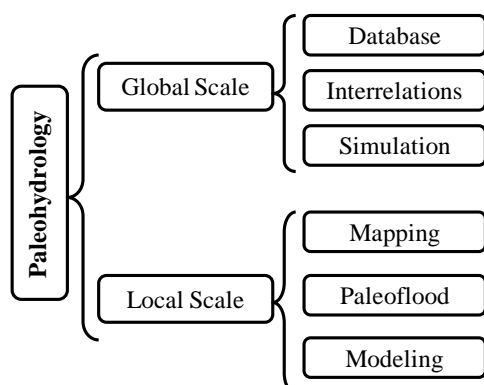 Paleohydrology
Global Scale
Database
Interrelations
Simulation
Local Scale
Mapping
Paleoflood
Modeling